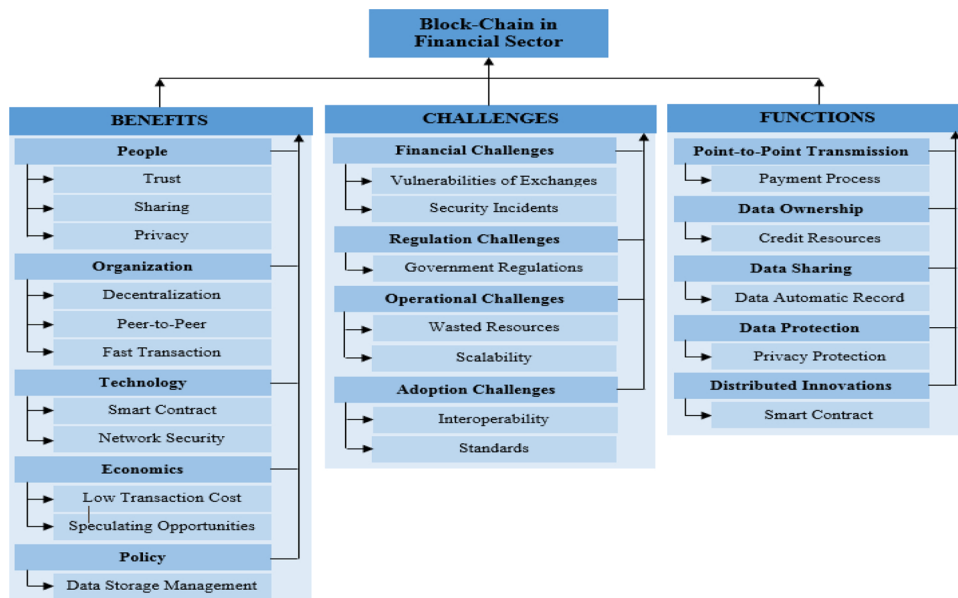 Block-Chain in
Financial Sector
BENEFITS
People
Trust
Sharing
Privacy
Organization
Decentralization
Peer-to-Peer
Fast Transaction
Technology
Smart Contract
Network Security
Economics
Low Transaction Cost
Speculating Opportunities
Policy
Data Storage Management
CHALLENGES
Financial Challenges
Vulnerabilities of Exchanges
Security Incidents
Regulation Challenges
Government Regulations
Operational Challenges
Wasted Resources
Scalability
Adoption Challenges
Interoperability
Standards
FUNCTIONS
Point-to-Point Transmission
Payment Process
Data Ownership
Credit Resources
Data Sharing
Data Automatic Record
Data Protection
Privacy Protection
Distributed Innovations
Smart Contract